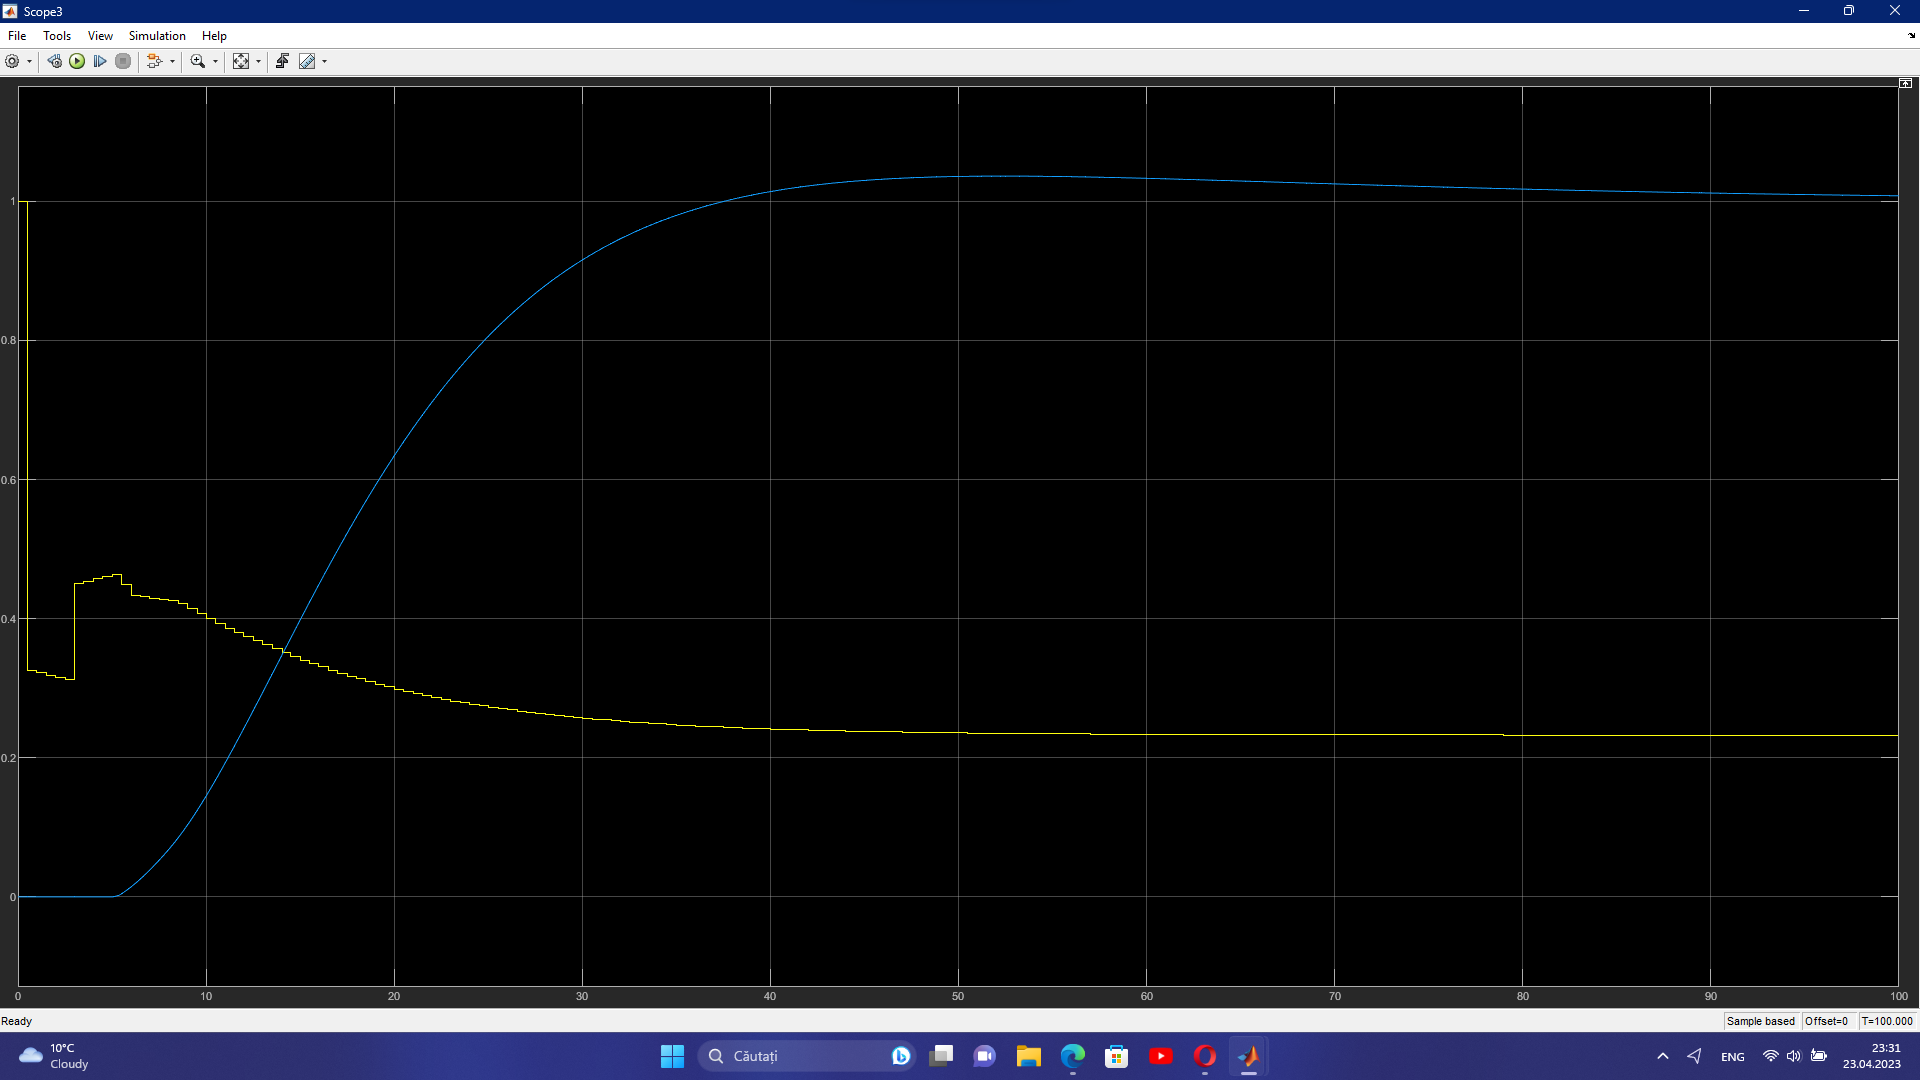 Scope3
File Tools View Simulation Help
1
0.8
0.6
0.4
0.2
0
0 10 20 30 40 50 60 70 80 90 100
Ready
Sample based Offset=0 T=100.000
10°C
Cloudy
Căutați
ENG
23:31
23.04.2023